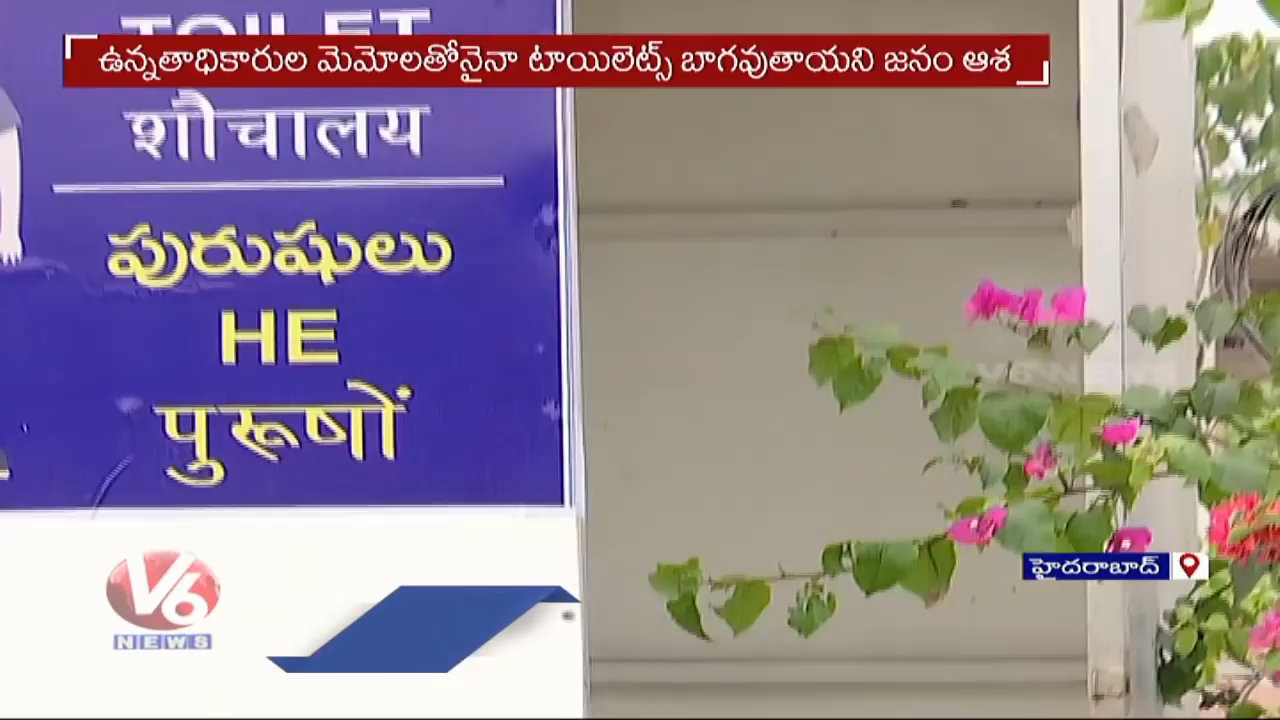 TOILET
ఉన్నతాధికారుల మెమోలతోనైనా టాయిలెట్స్ బాగవుతాయని జనం ఆశ
शौचालय
పురుషులు
HE
पुरूषों
హైదరాబాద్
V6
NEWS